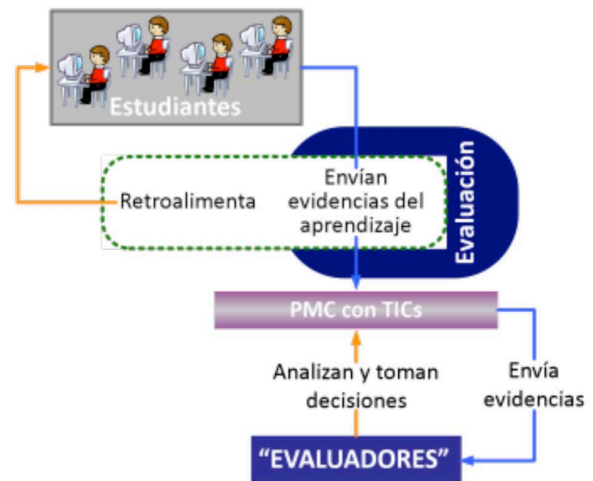 Estudiantes
Retroalimenta
Envían
evidencias del
aprendizaje
Evaluación
PMC con TICs
Analizan y toman
decisiones
Envía
evidencias
“EVALUADORES”